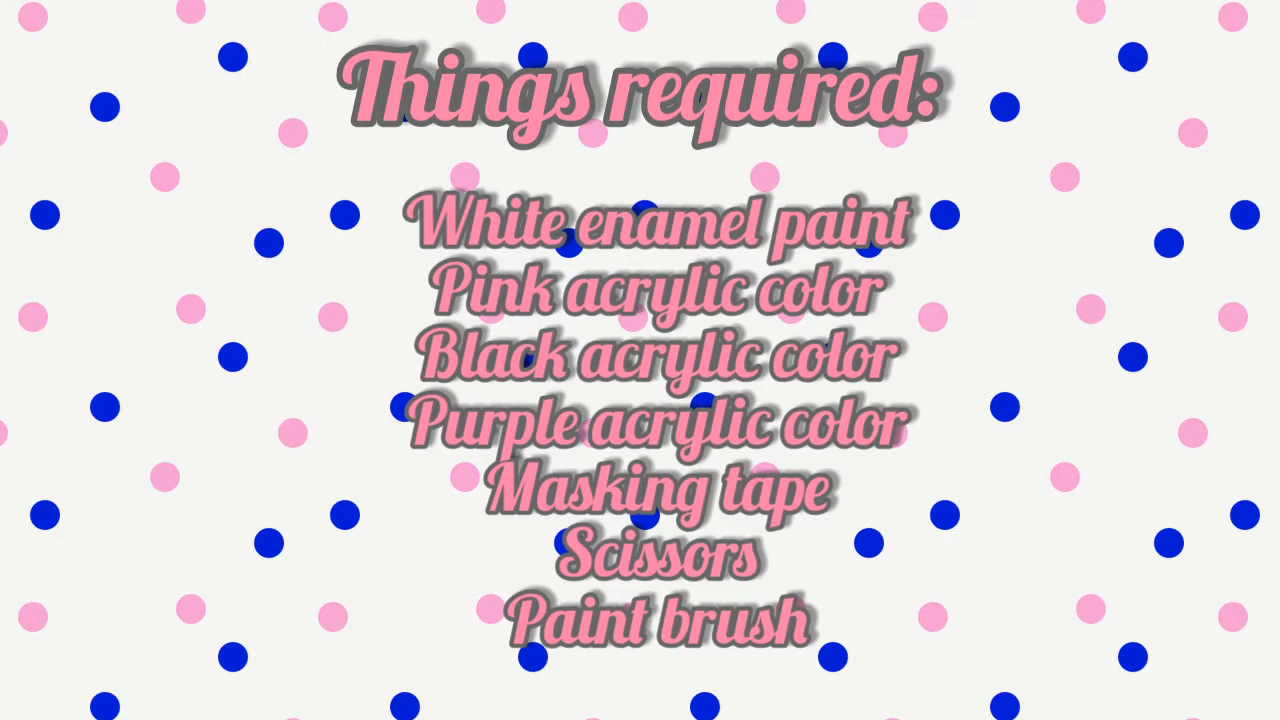 Things required:
White enamel paint
Pink acrylic color
Black acrylic color
Purple acrylic color
Masking tape
Scissors
Paint brush